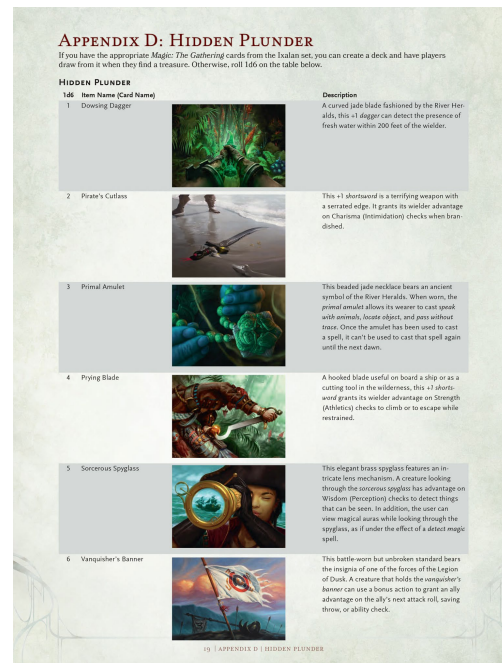 APPENDIX D: HIDDEN PLUNDER
If you have the appropriate Magic: The Gathering cards from the Ixalan set, you can create a deck and have players
draw from it when they find a treasure. Otherwise, roll 1d6 on the table below.
HIDDEN PLUNDER
1d6 Item Name (Card Name) Description
1 Dowsing Dagger
A curved jade blade fashioned by the River Her-
alds, this +1 dagger can detect the presence of
fresh water within 200 feet of the wielder.
2 Pirate's Cutlass
This +1 shortsword is a terrifying weapon with
a serrated edge. It grants its wielder advantage
on Charisma (Intimidation) checks when bran-
dished.
3 Primal Amulet
This beaded jade necklace bears an ancient
symbol of the River Heralds. When worn, the
primal amulet allows its wearer to cast speak
with animals, locate object, and pass without
trace. Once the amulet has been used to cast
a spell, it can't be used to cast that spell again
until the next dawn.
4 Prying Blade
A hooked blade useful on board a ship or as a
cutting tool in the wilderness, this +1 shorts-
word grants its wielder advantage on Strength
(Athletics) checks to climb or to escape while
restrained.
5 Sorcerous Spyglass
This elegant brass spyglass features an in-
tricate lens mechanism. A creature looking
through the sorcerous spyglass has advantage on
Wisdom (Perception) checks to detect things
that can be seen. In addition, the user can
view magical auras while looking through the
spyglass, as if under the effect of a detect magic
spell.
6 Vanquisher's Banner
This battle-worn but unbroken standard bears
the insignia of one of the forces of the Legion
of Dusk. A creature that holds the vanquisher's
banner can use a bonus action to grant an ally
advantage on the ally's next attack roll, saving
throw, or ability check.
19 | APPENDIX D | HIDDEN PLUNDER